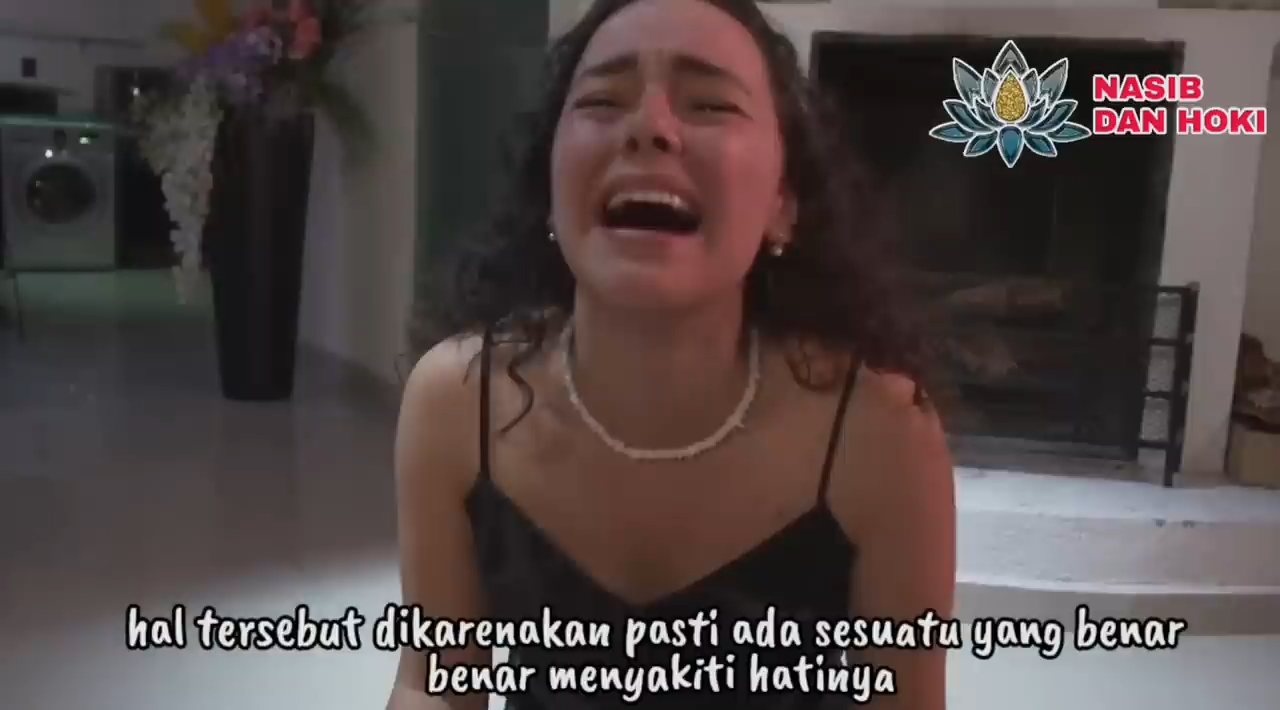 NASIB
DAN HOKI
hal tersebut dikarenakan pasti ada sesuatu yang benar
benar menyakiti hatinya